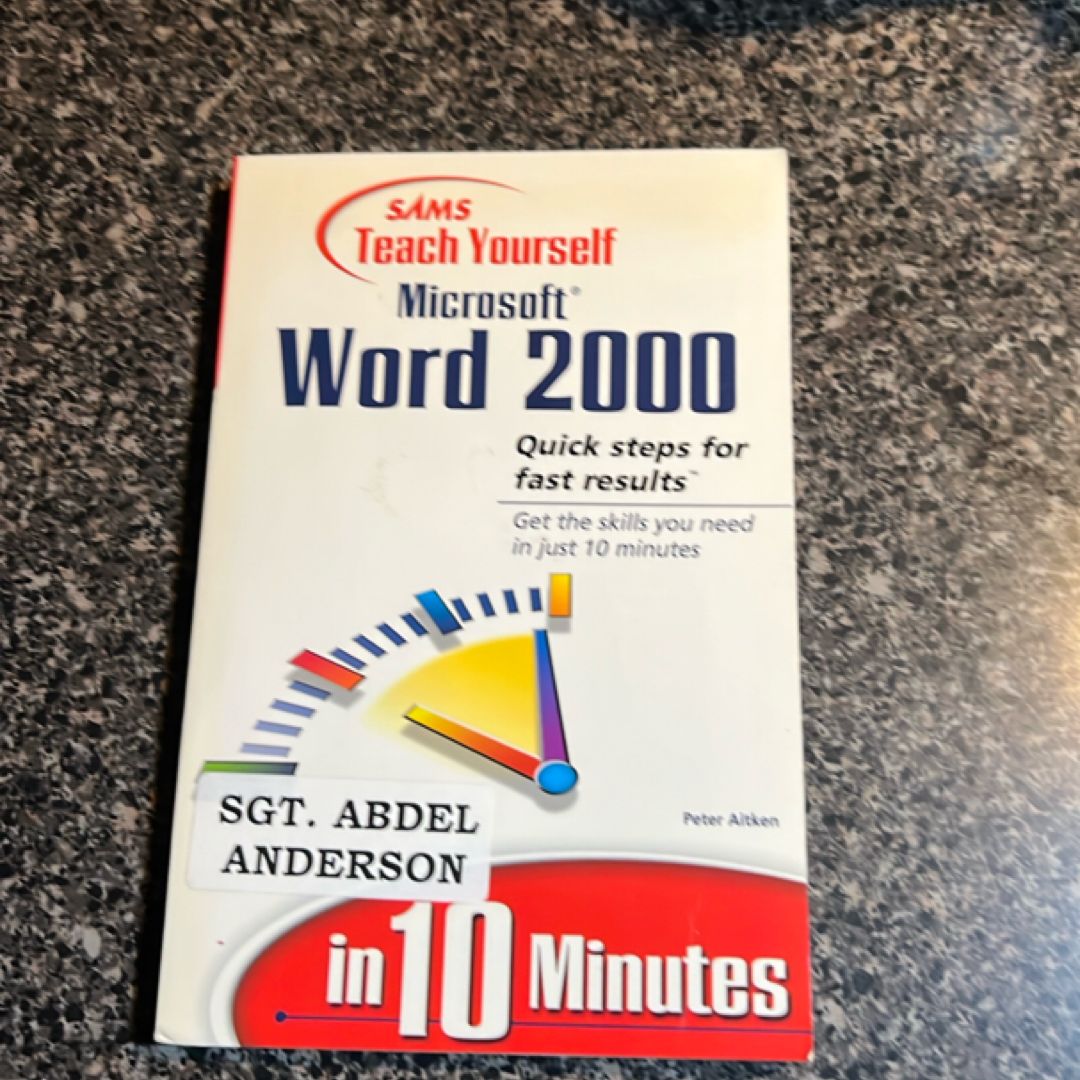 SAMS
Teach Yourself
Microsoft®
Word 2000
Quick steps for
fast results™
Get the skills you need
in just 10 minutes
SGT. ABDEL
ANDERSON
Peter Aitken
in 10 Minutes